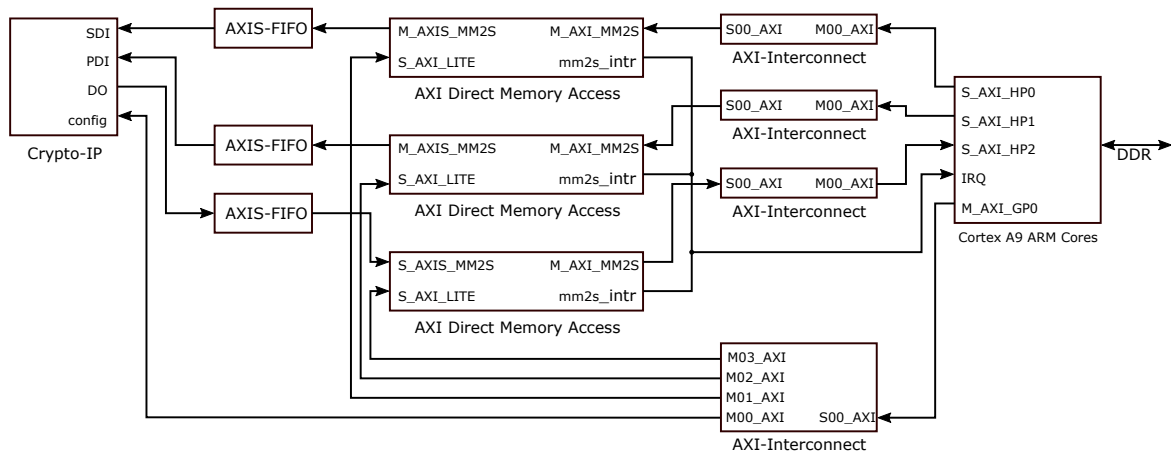 SDI
PDI
DO
config
Crypto-IP
AXIS-FIFO
AXIS-FIFO
AXIS-FIFO
M_AXIS_MM2S M_AXI_MM2S
S_AXI_LITE mm2s_intr
AXI Direct Memory Access
M_AXIS_MM2S M_AXI_MM2S
S_AXI_LITE mm2s_intr
AXI Direct Memory Access
S_AXIS_MM2S M_AXI_MM2S
S_AXI_LITE mm2s_intr
AXI Direct Memory Access
S00_AXI M00_AXI
AXI-Interconnect
S00_AXI M00_AXI
AXI-Interconnect
S00_AXI M00_AXI
AXI-Interconnect
M03_AXI
M02_AXI
M01_AXI
M00_AXI S00_AXI
AXI-Interconnect
S_AXI_HP0
S_AXI_HP1
S_AXI_HP2
IRQ
M_AXI_GP0
Cortex A9 ARM Cores
DDR